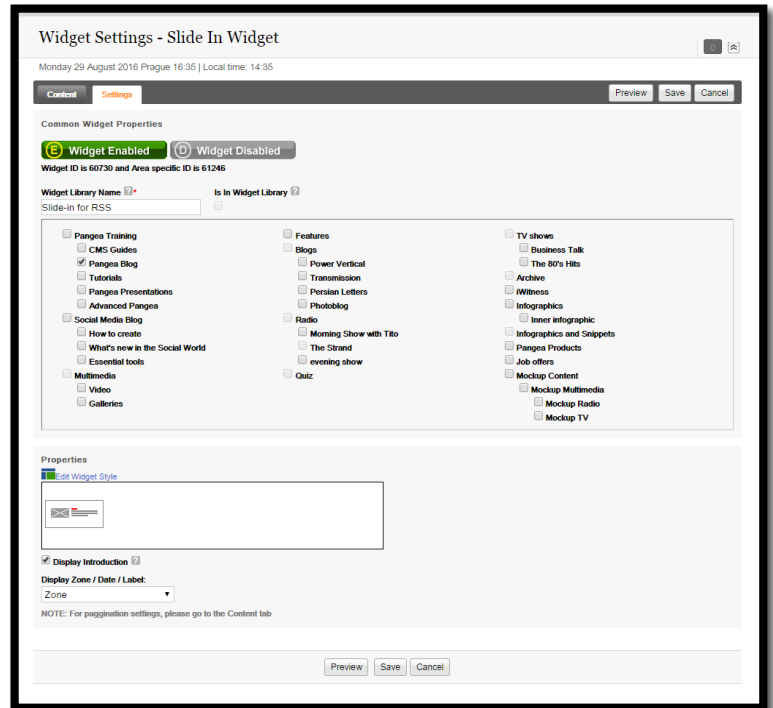 Widget Settings - Slide In Widget
0
Monday 29 August 2016 Prague 16:35 | Local time: 14:35
Content Settings Preview Save Cancel
Common Widget Properties
E Widget Enabled D Widget Disabled
Widget ID is 60730 and Area specific ID is 61246
Widget Library Name ?* Is In Widget Library ?
Slide-in for RSS
Pangea Training
CMS Guides
Pangea Blog
Tutorials
Pangea Presentations
Advanced Pangea
Social Media Blog
How to create
What's new in the Social World
Essential tools
Multimedia
Video
Galleries
Features
Blogs
Power Vertical
Transmission
Persian Letters
Photoblog
Radio
Morning Show with Tito
The Strand
evening show
Quiz
TV shows
Business Talk
The 80's Hits
Archive
iWitness
Infographics
Inner infographic
Infographics and Snippets
Pangea Products
Job offers
Mockup Content
Mockup Multimedia
Mockup Radio
Mockup TV
Properties
Edit Widget Style
Display Introduction ?
Display Zone / Date / Label:
Zone
NOTE: For paggination settings, please go to the Content tab
Preview Save Cancel